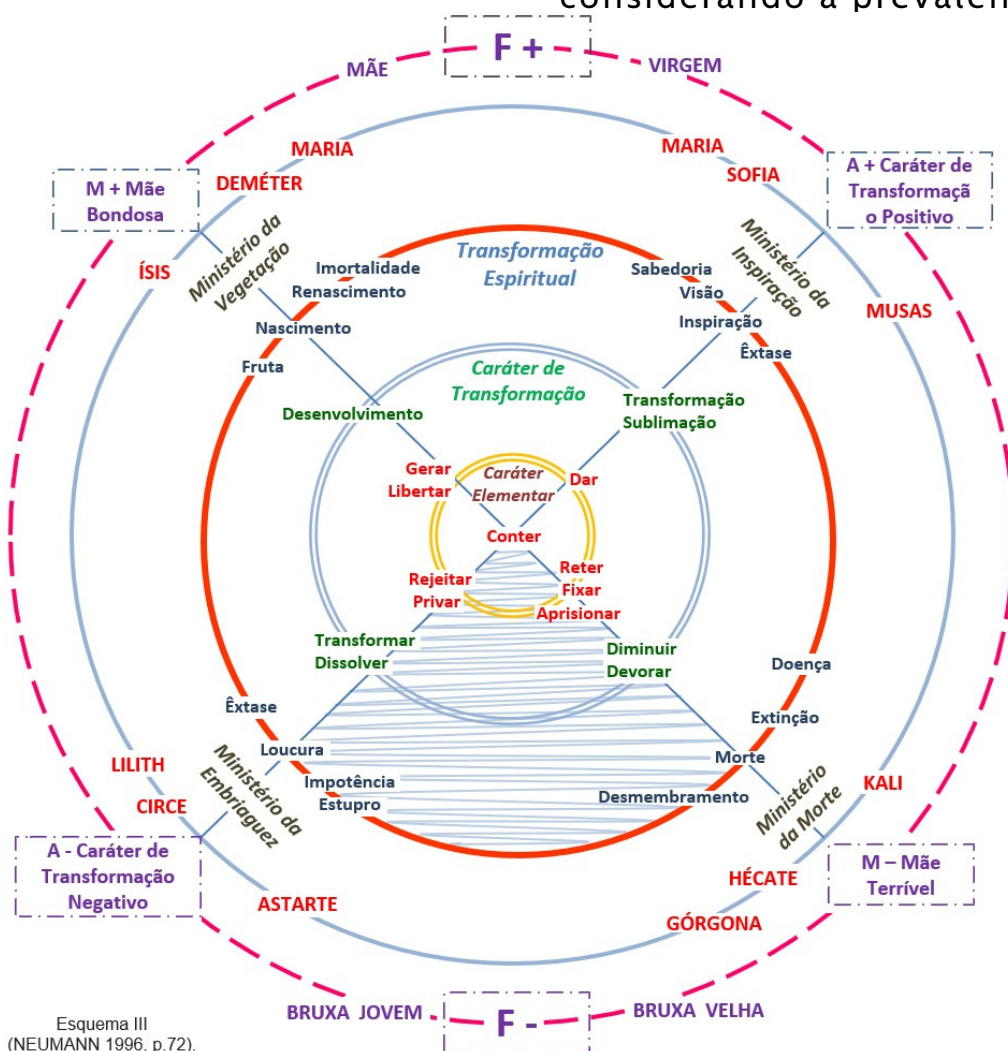 considerando a prevalên
F +
MÃE
VIRGEM
MARIA
MARIA
DEMÉTER
SOFIA
M + Mãe
Bondosa
A + Caráter de
Transformaçã
o Positivo
ÍSIS
Ministério da
Vegetação
Ministério da
Inspiração
MUSAS
Transformação
Espiritual
Imortalidade
Renascimento
Nascimento
Fruta
Sabedoria
Visão
Inspiração
Êxtase
Caráter de
Transformação
Desenvolvimento
Transformação
Sublimação
Gerar
Libertar
Caráter
Elementar
Dar
Conter
Rejeitar
Privar
Reter
Fixar
Aprisionar
Transformar
Dissolver
Diminuir
Devorar
Doença
Extinção
Morte
Desmembramento
Êxtase
Loucura
Impotência
Estupro
LILITH
CIRCE
Ministério da
Embriaguez
Ministério
da Morte
KALI
A - Caráter de
Transformação
Negativo
M – Mãe
Terrível
ASTARTE
HÉCATE
GÓRGONA
BRUXA JOVEM
F -
BRUXA VELHA
Esquema III
(NEUMANN 1996, p.72).